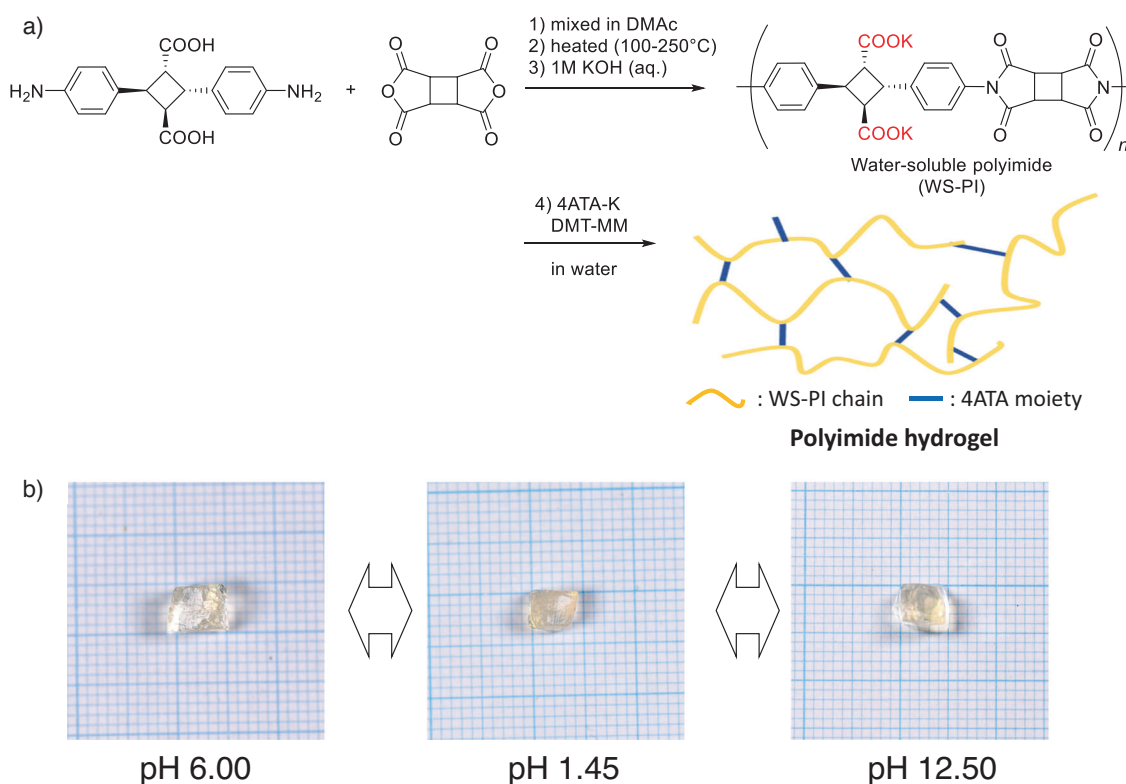 a)
COOH
H2N
NH2
COOH
+
O
O
O
O
O
O
1) mixed in DMAc
2) heated (100-250°C)
3) 1M KOH (aq.)
COOK
COOK
O
O
N
N
O
O
n
Water-soluble polyimide
(WS-PI)
4) 4ATA-K
DMT-MM
in water
: WS-PI chain
: 4ATA moiety
Polyimide hydrogel
b)
pH 6.00
pH 1.45
pH 12.50